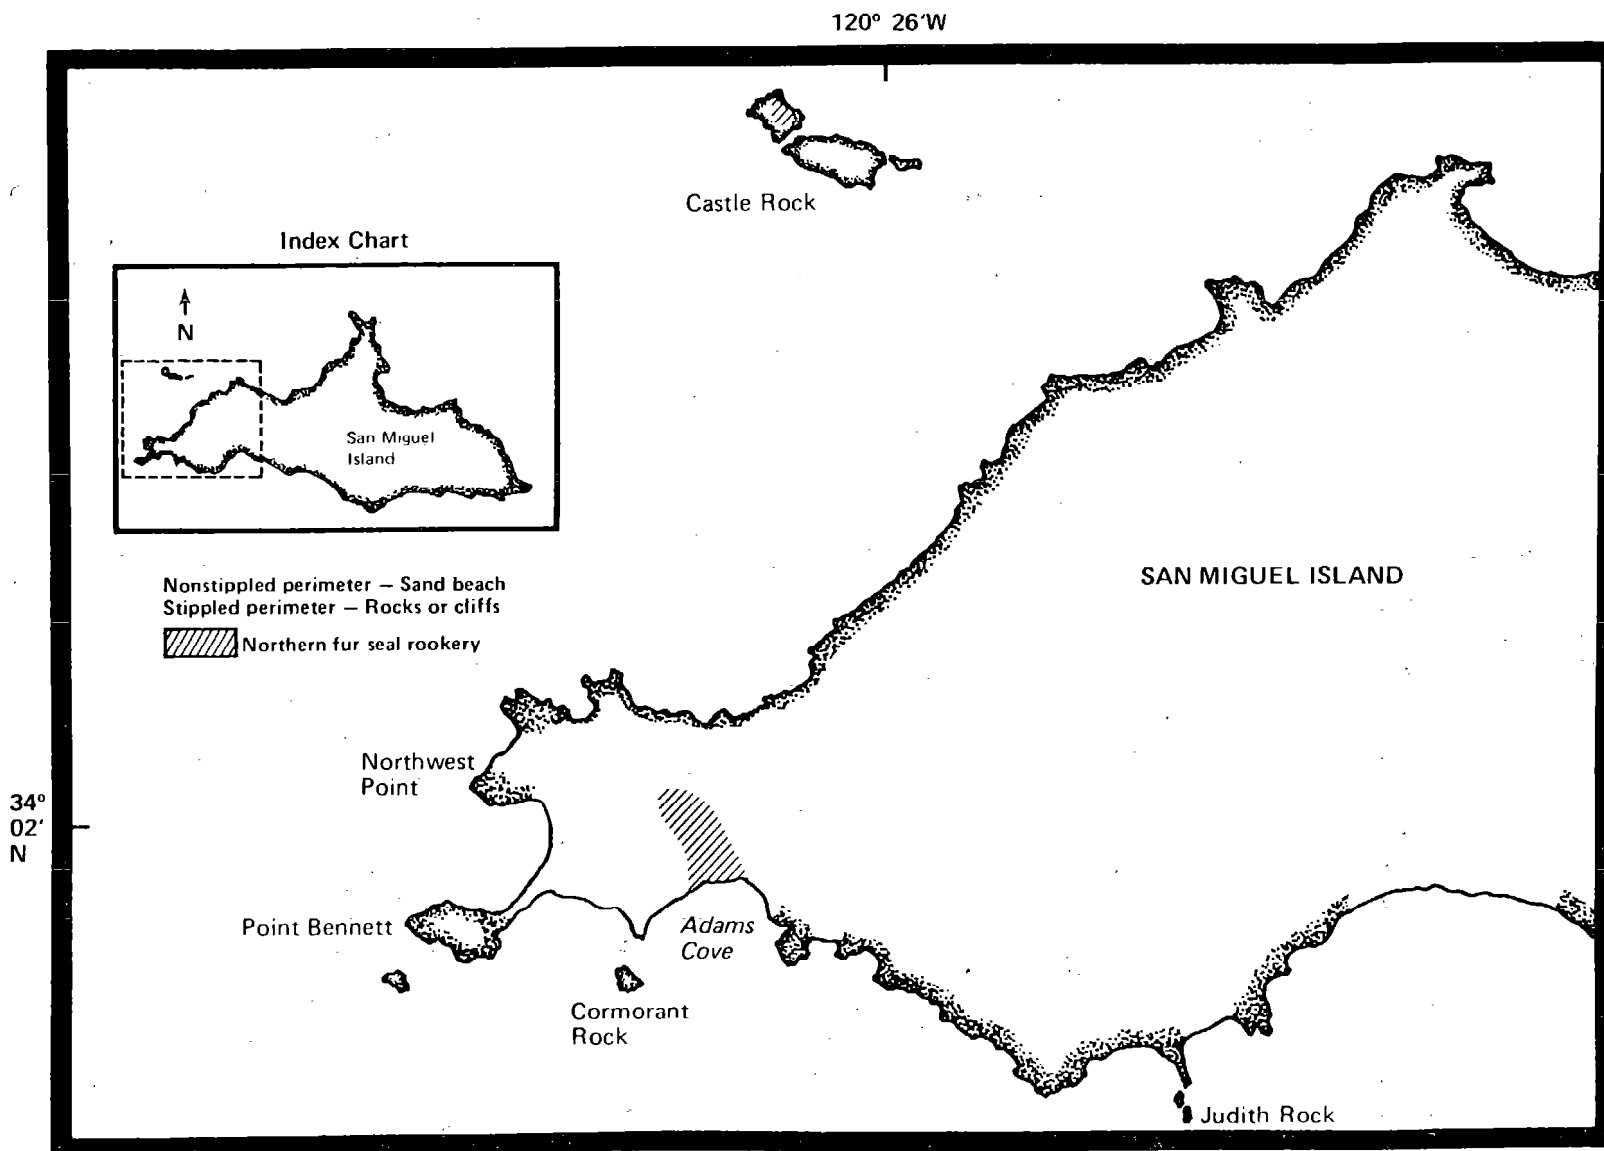 120° 26'W
Castle Rock
Index Chart
N
San Miguel
Island
Nonstippled perimeter – Sand beach
Stippled perimeter – Rocks or cliffs
Northern fur seal rookery
SAN MIGUEL ISLAND
Northwest
Point
34°
02'
N
Point Bennett
Adams
Cove
Cormorant
Rock
Judith Rock